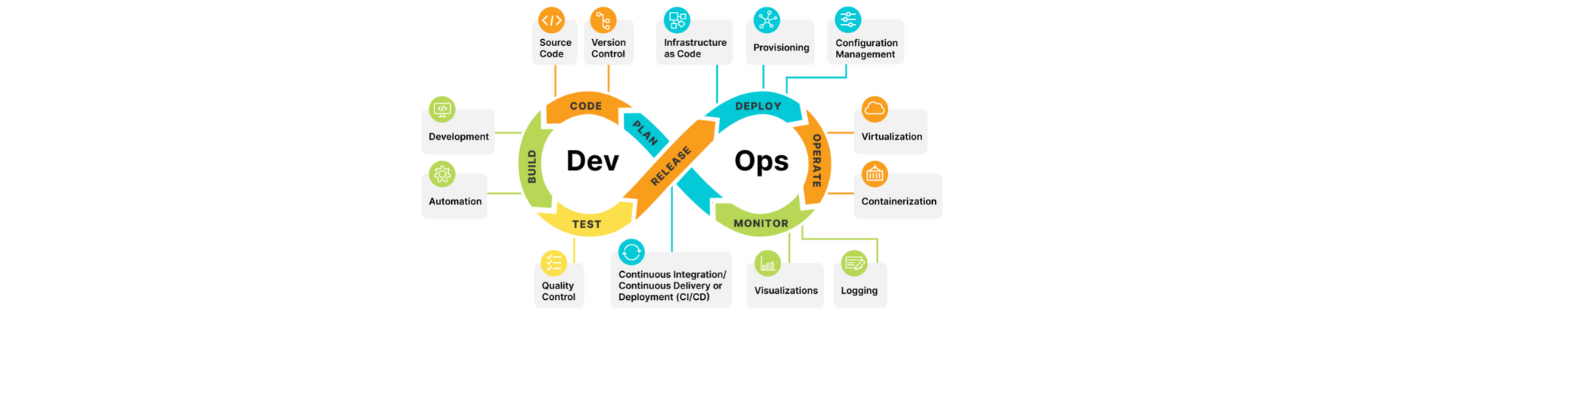 Source
Code
Version
Control
Infrastructure
as Code
Provisioning
Configuration
Management
CODE
DEPLOY
PLAN
Development
Virtualization
Dev
Ops
BUILD
RELEASE
OPERATE
Automation
Containerization
TEST
MONITOR
Quality
Control
Continuous Integration/
Continuous Delivery or
Deployment (CI/CD)
Visualizations
Logging